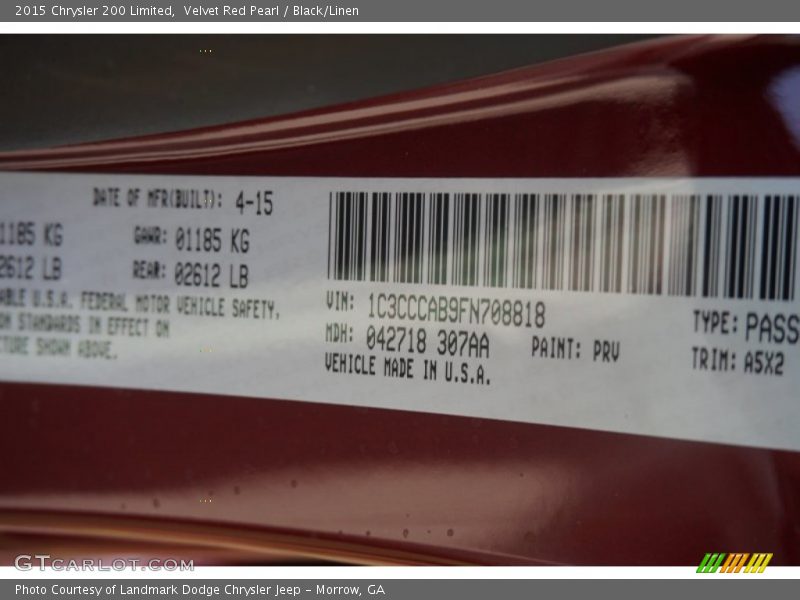 2015 Chrysler 200 Limited, Velvet Red Pearl / Black/Linen
DATE OF MFR(BUILT): 4-15
1185 KG GAWR: 01185 KG
2612 LB REAR: 02612 LB
ABLE U.S.A. FEDERAL MOTOR VEHICLE SAFETY,
STANDARDS IN EFFECT ON
TURE SHOWN ABOVE.
VIN: 1C3CCCAB9FN708818
MDH: 042718 307AA
VEHICLE MADE IN U.S.A.
PAINT: PRV
TYPE: PASS
TRIM: A5X2
GTCARLOT.COM
Photo Courtesy of Landmark Dodge Chrysler Jeep – Morrow, GA